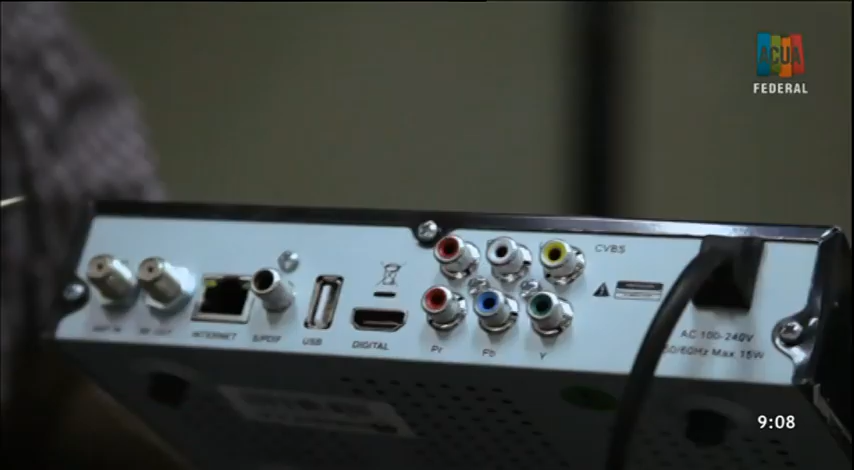 ACUA
FEDERAL
CVBS
INTERNET
S/PDIF
USB
DIGITAL
Pr
Pb
Y
AC 100-240V
50/60Hz Max 15W
9:08